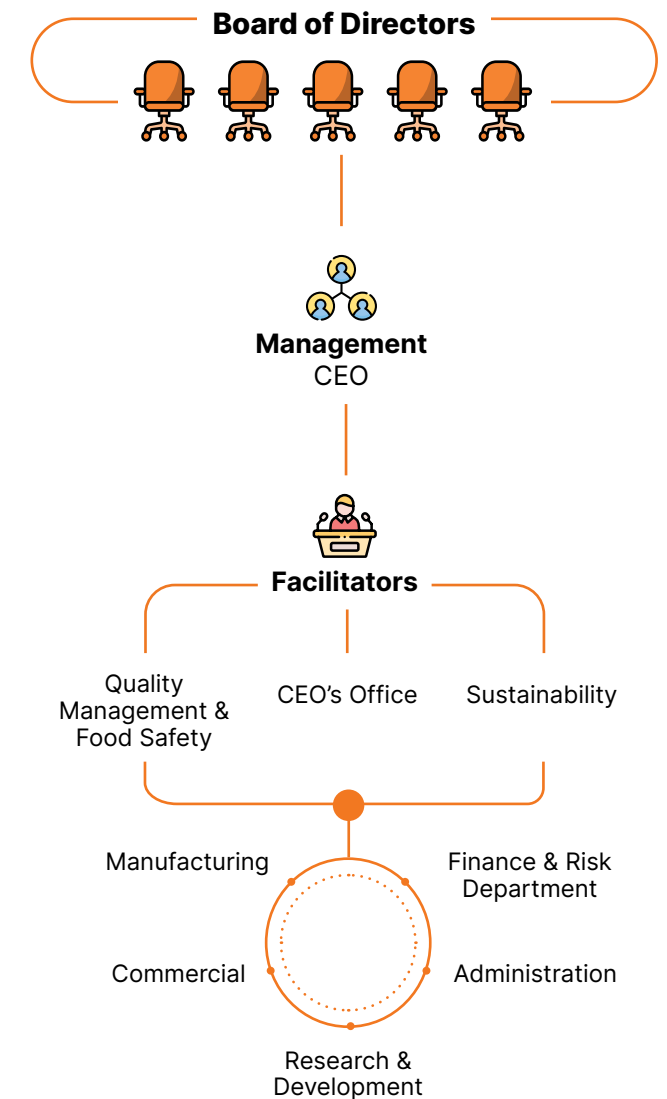 Board of Directors
Management
CEO
Facilitators
Quality
Management &
Food Safety
CEO’s Office
Sustainability
Manufacturing
Finance & Risk
Department
Commercial
Administration
Research &
Development